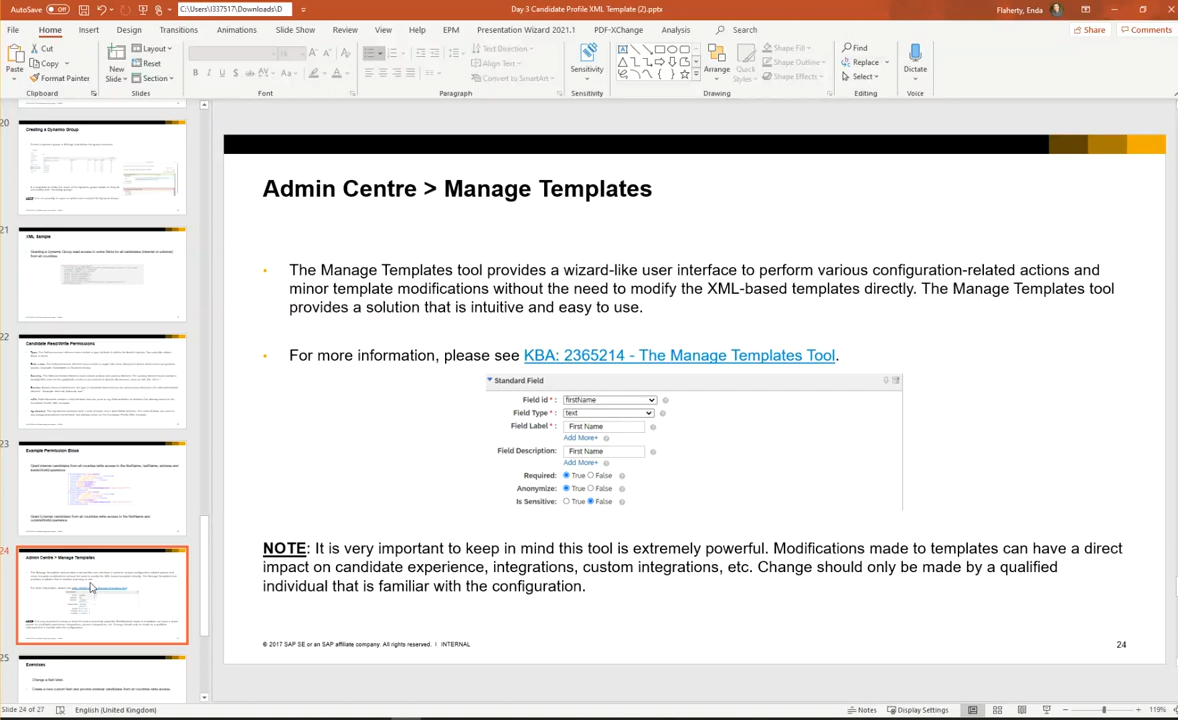 AutoSave Off
C:\Users\I337517\Downloads\D
Day 3 Candidate Profile XML Template (2).pptx
Flaherty, Enda
File Home Insert Design Transitions Animations Slide Show Review View Help EPM Presentation Wizard 2021.1 PDF-XChange Analysis Search
Share Comments
Paste
Cut
Copy
Format Painter
Clipboard
New Slide
Layout
Reset
Section
Slides
Font
Text Direction
Align Text
Convert to SmartArt
Paragraph
Sensitivity
Sensitivity
Arrange
Quick Styles
Shape Fill
Shape Outline
Shape Effects
Drawing
Find
Replace
Select
Editing
Dictate
Voice
20
Creating a Dynamic Group
21
XML Sample
22
Candidate Read/Write Permissions
23
Example Permission Block
24
Admin Centre > Manage Templates
25
Exercises
Change a field label.
Admin Centre > Manage Templates
The Manage Templates tool provides a wizard-like user interface to perform various configuration-related actions and
minor template modifications without the need to modify the XML-based templates directly. The Manage Templates tool
provides a solution that is intuitive and easy to use.
For more information, please see KBA: 2365214 - The Manage Templates Tool.
Standard Field
Field id * : firstName
Field Type * : text
Field Label * : First Name
Add More+
Field Description: First Name
Add More+
Required: True False
Anonymize: True False
Is Sensitive: True False
NOTE: It is very important to keep in mind this tool is extremely powerful. Modifications made to templates can have a direct
impact on candidate experience, integrations, custom integrations, etc. Change should only be made by a qualified
individual that is familiar with the configuration.
© 2017 SAP SE or an SAP affiliate company. All rights reserved. | INTERNAL
24
Slide 24 of 27 English (United Kingdom)
Notes Display Settings 119%